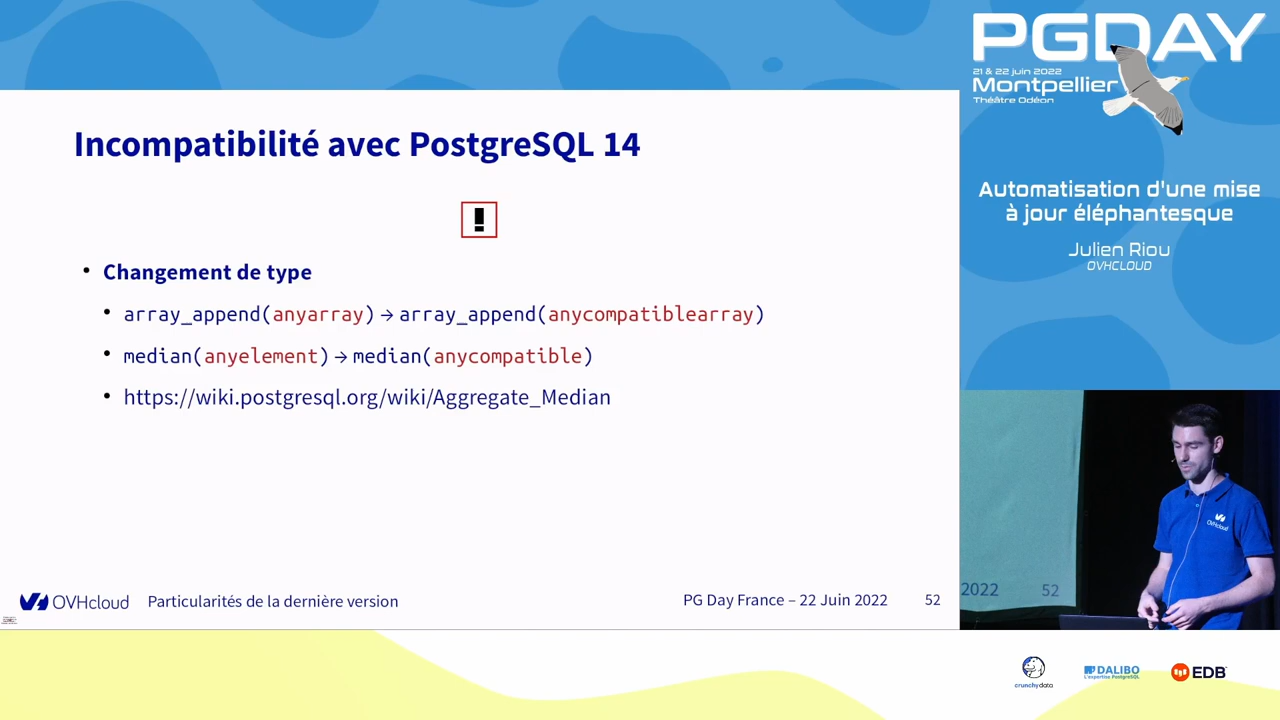 PGDAY
21 & 22 juin 2022
Montpellier
Théâtre Odéon
Incompatibilité avec PostgreSQL 14
!
Automatisation d'une mise
à jour éléphantesque
Julien Riou
OVHCLOUD
• Changement de type
• array_append(anyarray) → array_append(anycompatiblearray)
• median(anyelement) → median(anycompatible)
• https://wiki.postgresql.org/wiki/Aggregate_Median
OVHcloud
OVHcloud Particularités de la dernière version PG Day France – 22 Juin 2022 52
2022 52
crunchydata
DALIBO
L'expertise PostgreSQL
EDB